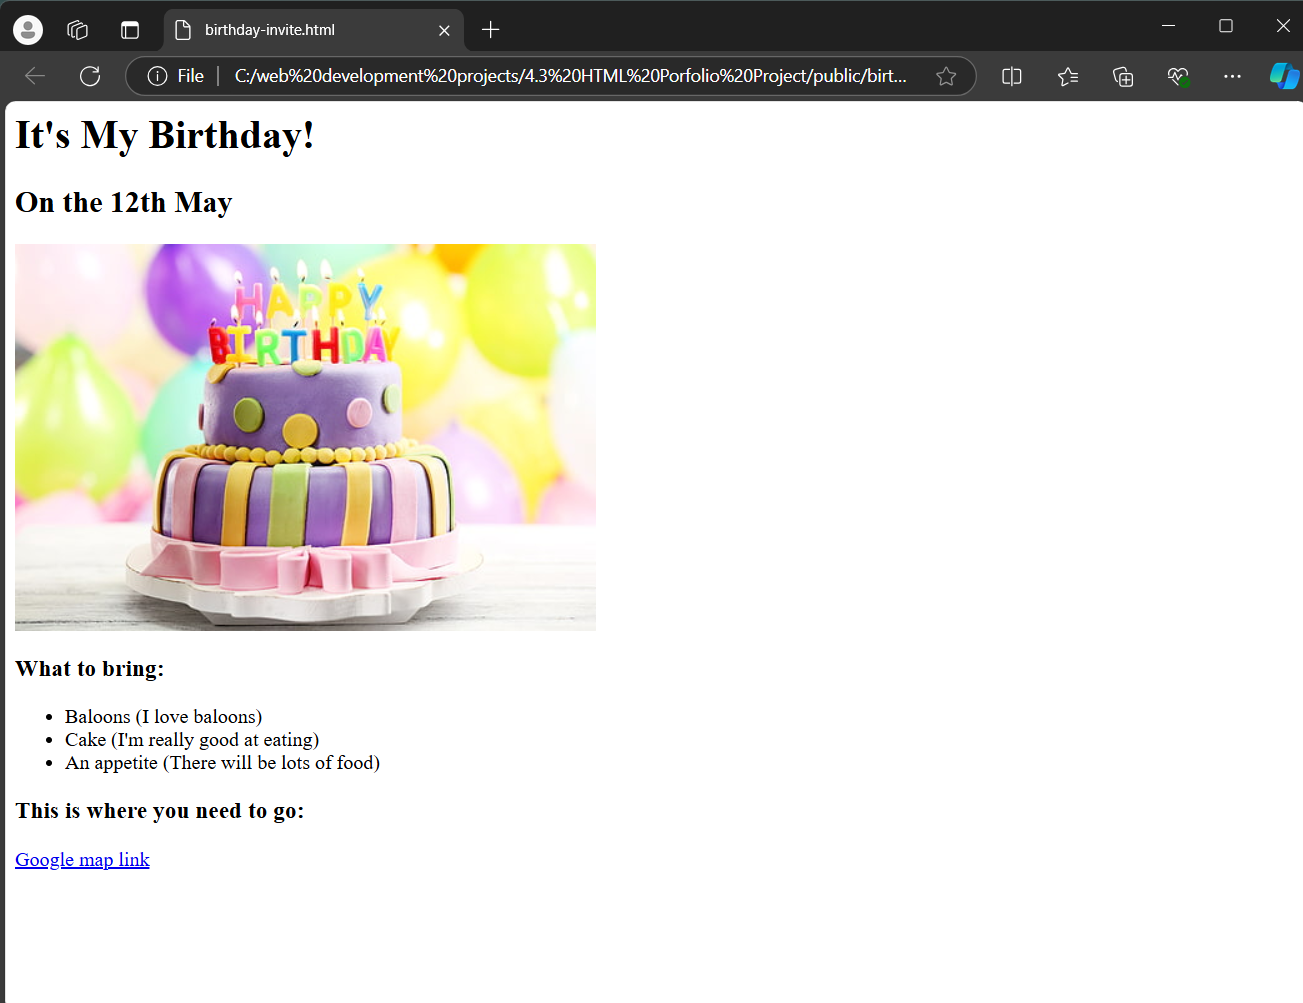 birthday-invite.html
File
C:/web%20development%20projects/4.3%20HTML%20Porfolio%20Project/public/birt...
It's My Birthday!
On the 12th May
HAPPY
BIRTHDAY
What to bring:
Baloons (I love baloons)
Cake (I'm really good at eating)
An appetite (There will be lots of food)
This is where you need to go:
Google map link